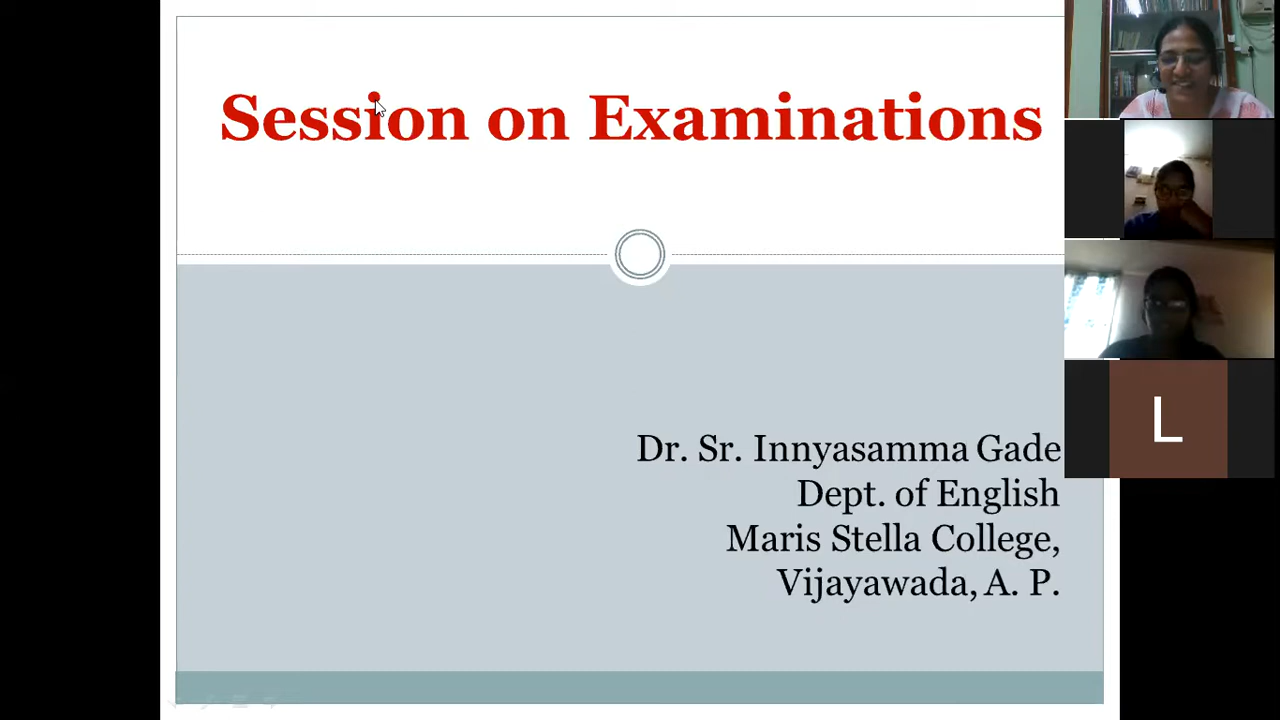 Session on Examinations
Dr. Sr. Innyasamma Gade
Dept. of English
Maris Stella College,
Vijayawada, A. P.
L